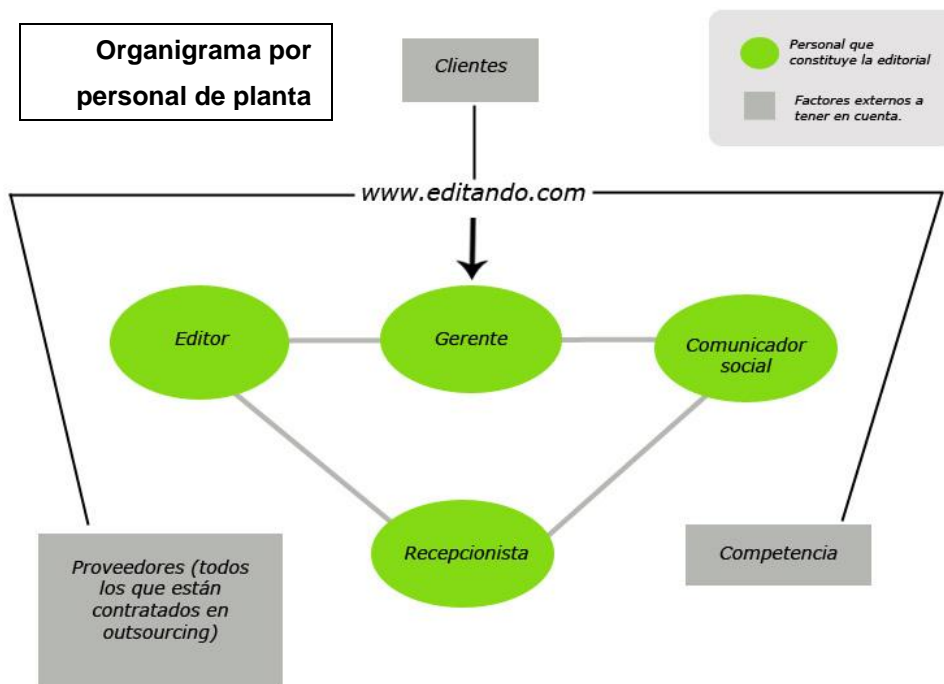 Organigrama por
personal de planta
Clientes
Personal que
constituye la editorial
Factores externos a
tener en cuenta.
www.editando.com
Editor
Gerente
Comunicador
social
Recepcionista
Proveedores (todos
los que están
contratados en
outsourcing)
Competencia